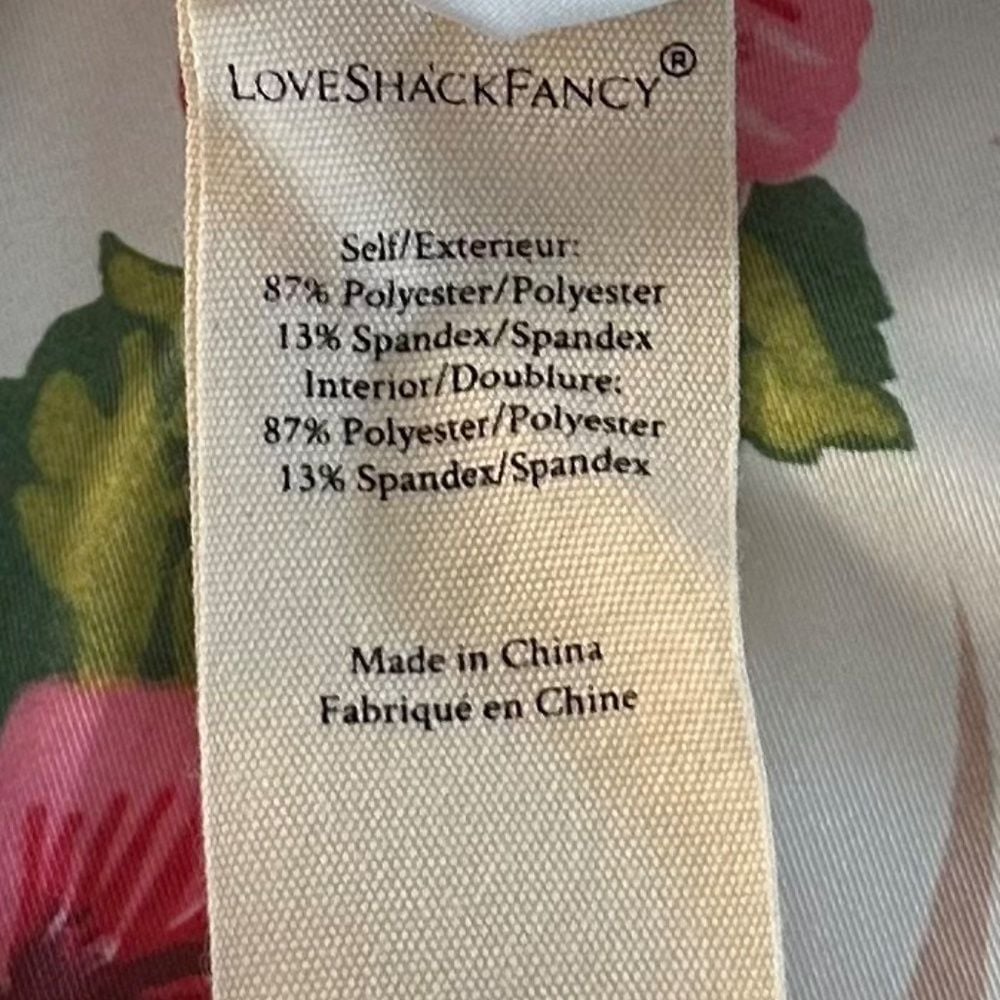 LOVESHACKFANCY®
Self/Exterieur:
87% Polyester/Polyester
13% Spandex/Spandex
Interior/Doublure:
87% Polyester/Polyester
13% Spandex/Spandex
Made in China
Fabriqué en Chine